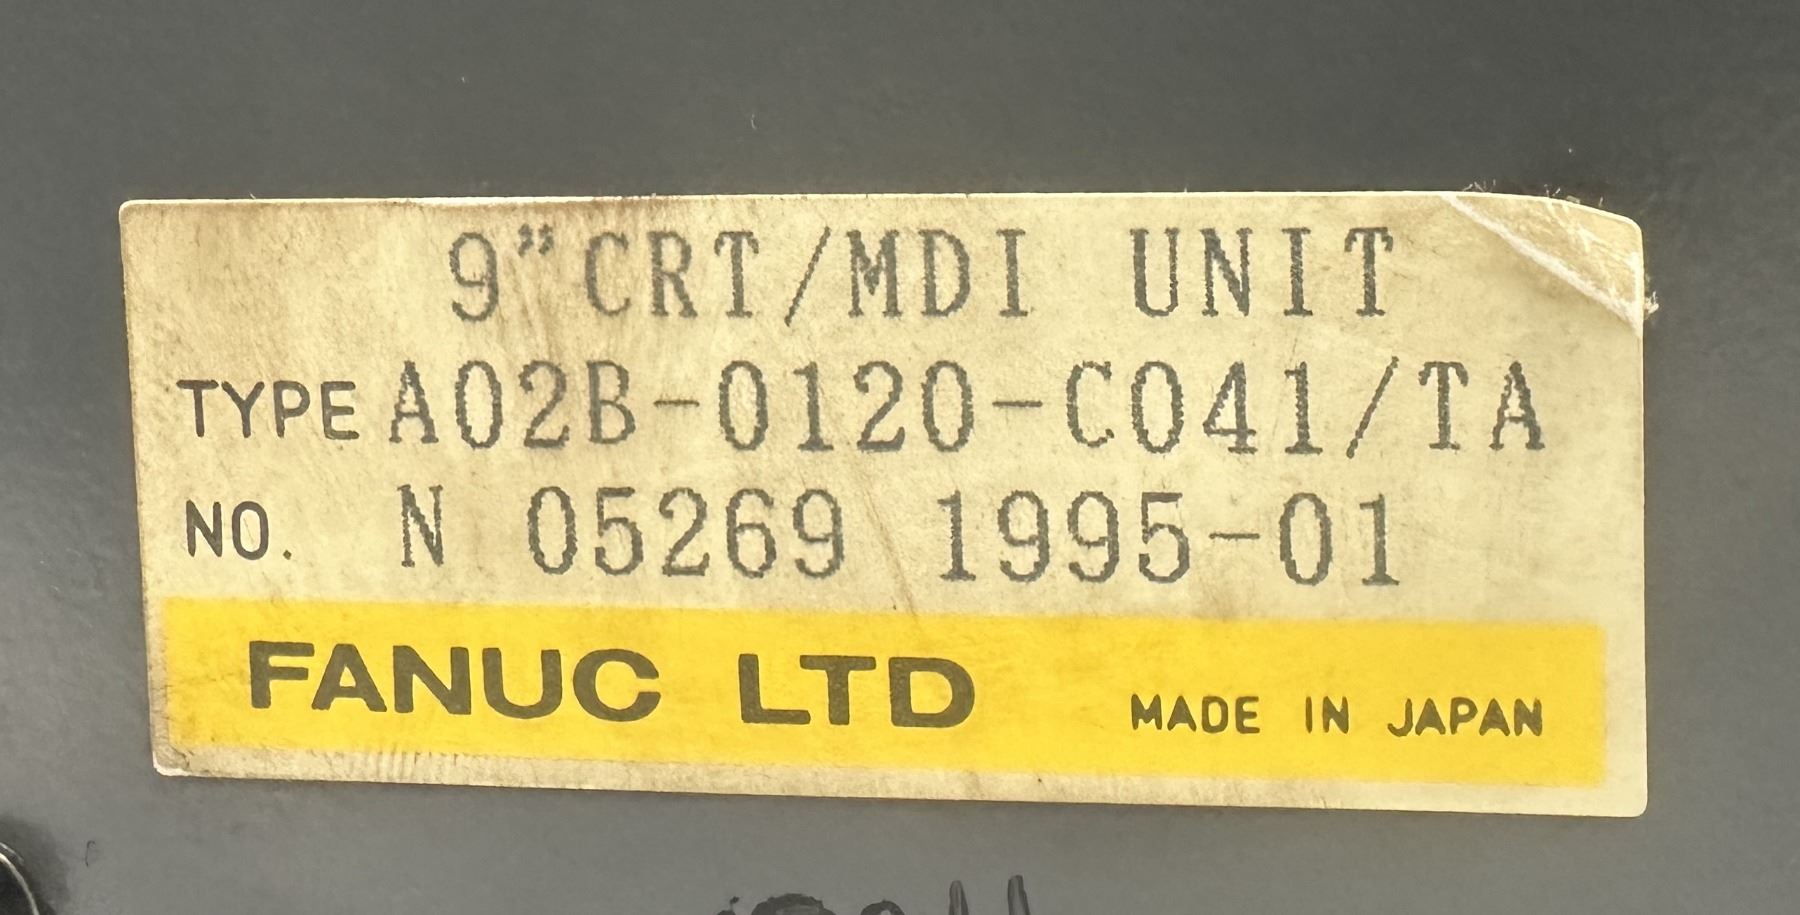 9" CRT/MDI UNIT
TYPE A02B-0120-C041/TA
NO. N 05269 1995-01
FANUC LTD MADE IN JAPAN